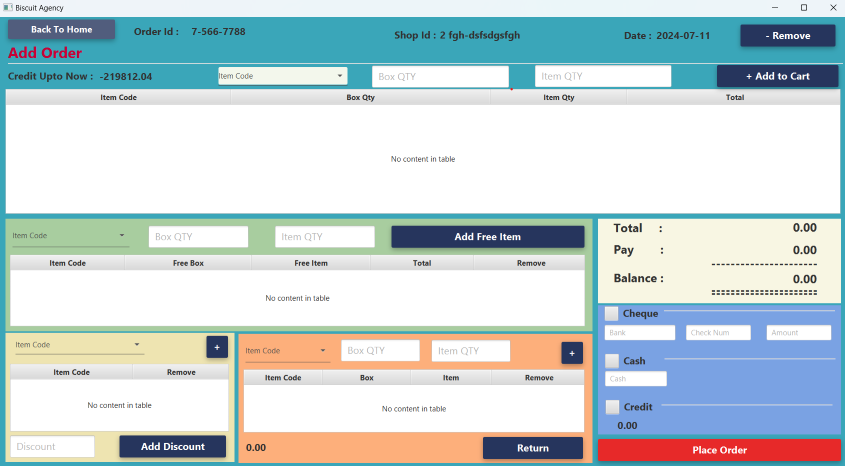 Biscuit Agency
Back To Home
Order Id : 7-566-7788
Shop Id : 2 fgh-dsfsdgsfgh
Date : 2024-07-11
- Remove
Add Order
Credit Upto Now : -219812.04
Item Code
Box QTY
Item QTY
+ Add to Cart
Item Code Box Qty Item Qty Total
No content in table
Item Code
Box QTY
Item QTY
Add Free Item
Item Code Free Box Free Item Total Remove
No content in table
Total : 0.00
Pay : 0.00
Balance : 0.00
Item Code
+
Item Code Remove
No content in table
Discount
Add Discount
Item Code
Box QTY
Item QTY
+
Item Code Box Item Remove
No content in table
0.00
Return
Cheque
Bank
Check Num
Amount
Cash
Cash
Credit
0.00
Place Order